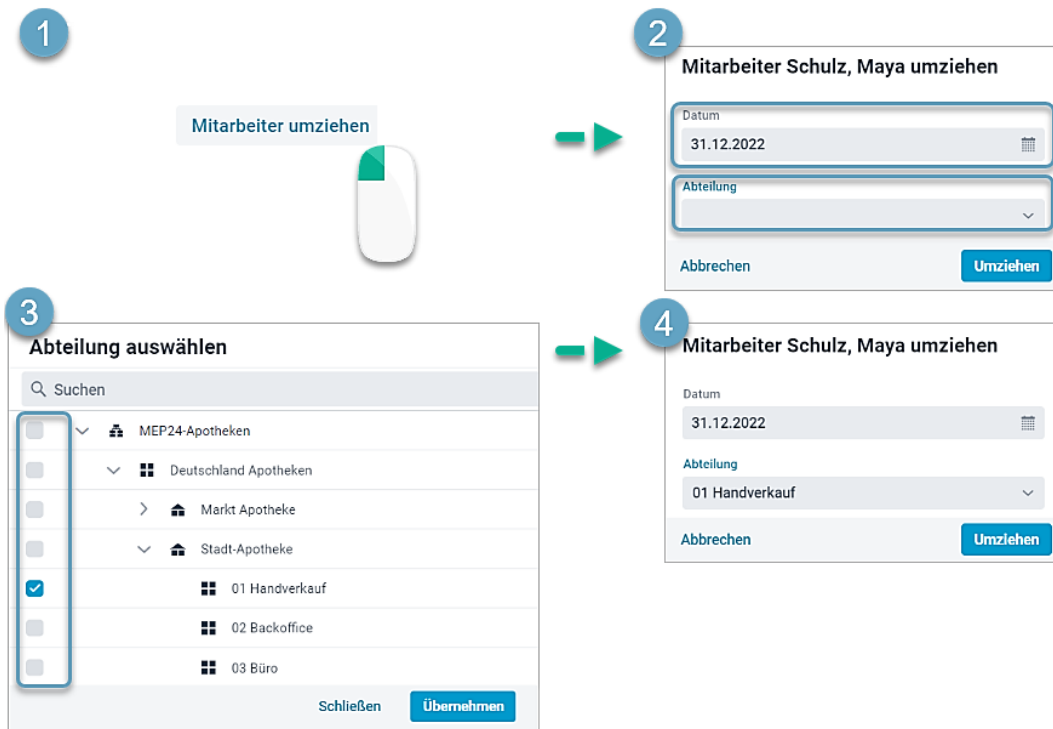 1
Mitarbeiter umziehen
2
Mitarbeiter Schulz, Maya umziehen
Datum
31.12.2022
Abteilung
Abbrechen
Umziehen
3
Abteilung auswählen
Suchen
MEP24-Apotheken
Deutschland Apotheken
Markt Apotheke
Stadt-Apotheke
01 Handverkauf
02 Backoffice
03 Büro
Schließen
Übernehmen
4
Mitarbeiter Schulz, Maya umziehen
Datum
31.12.2022
Abteilung
01 Handverkauf
Abbrechen
Umziehen